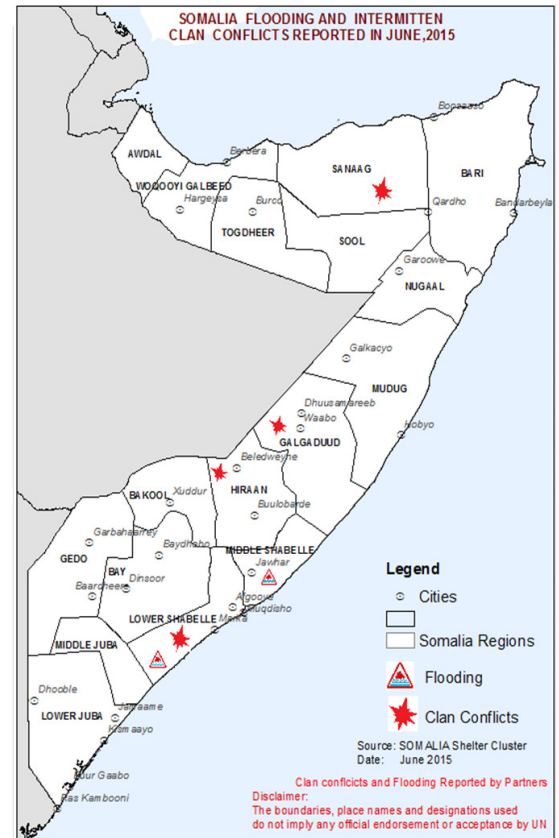 SOMALIA FLOODING AND INTERMITTEN
CLAN CONFLICTS REPORTED IN JUNE,2015
Boosaaso
Berbera
AWDAL
SANAAG
BARI
WOQOOYI GALBEED
Hargeysa
Burco
Qardho
Bandarbeyla
TOGDHEER
SOOL
Garoowe
NUGAAL
Galkacyo
MUDUG
Dhuusamareeb
Waabo
Hobyo
GALGADUUD
Beledweyne
Xuddur
BAKOOL
HIRAAN
Buulobarde
Garbahaarrey
Baydhabo
MIDDLE SHABELLE
GEDO
BAY
Jawhar
Dinsoor
Baardheere
Afgooye
Muqdisho
LOWER SHABELLE
Marka
MIDDLE JUBA
Dhooble
LOWER JUBA
Jamaame
Kismaayo
Buur Gaabo
Ras Kambooni
Legend
Cities
Somalia Regions
Flooding
Clan Conflicts
Source: SOMALIA Shelter Cluster
Date: June 2015
Clan conflcicts and Flooding Reported by Partners
Disclaimer:
The boundaries, place names and designations used
do not imply any official endorsement or acceptance by UN